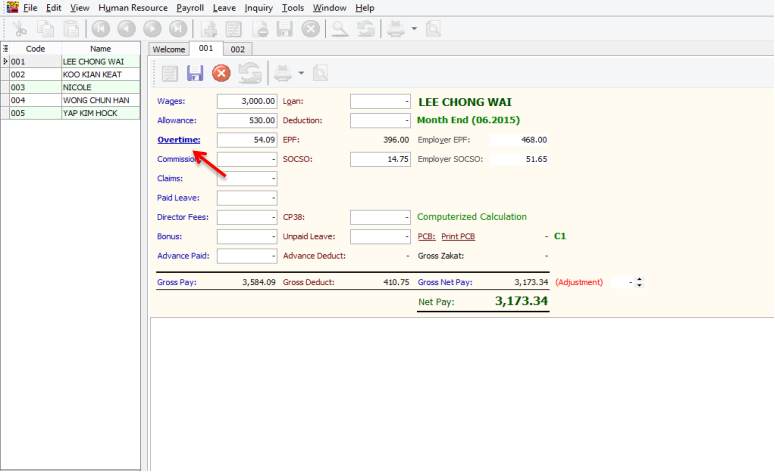 File Edit View Human Resource Payroll Leave Inquiry Tools Window Help
Code Name
001 LEE CHONG WAI
002 KOO KIAN KEAT
003 NICOLE
004 WONG CHUN HAN
005 YAP KIM HOCK
Welcome 001 002
Wages: 3,000.00 Loan: - LEE CHONG WAI
Allowance: 530.00 Deduction: - Month End (06.2015)
Overtime: 54.09 EPF: 396.00 Employer EPF: 468.00
Commission: - SOCSO: 14.75 Employer SOCSO: 51.65
Claims: -
Paid Leave: -
Director Fees: - CP38: - Computerized Calculation
Bonus: - Unpaid Leave: - PCB: Print PCB - C1
Advance Paid: - Advance Deduct: - Gross Zakat: -
Gross Pay: 3,584.09 Gross Deduct: 410.75 Gross Net Pay: 3,173.34 (Adjustment) -
Net Pay: 3,173.34